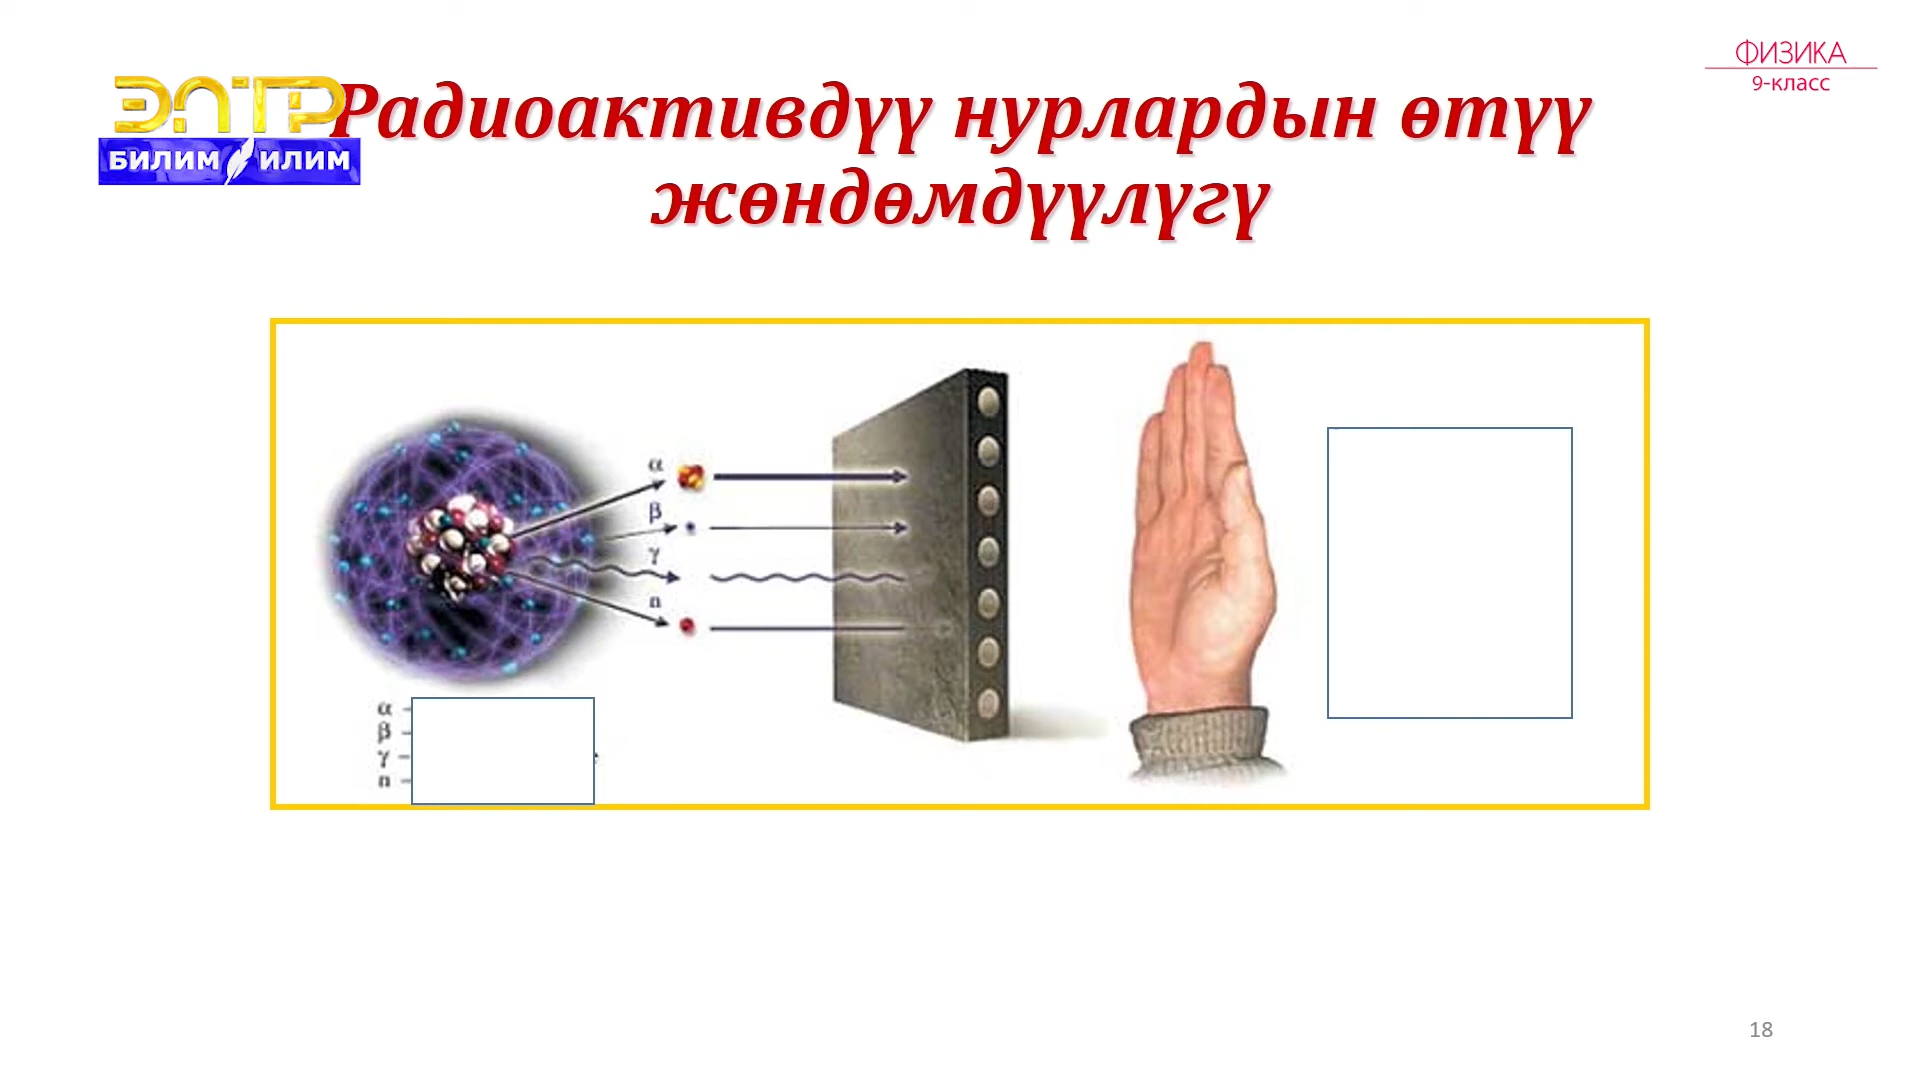 ФИЗИКА
9-класс
ЭЛТР
БИЛИМ ИЛИМ
Радиоактивдүү нурлардын өтүү
жөндөмдүүлүгү
α
β
γ
n
α –
β –
γ –
n –
18